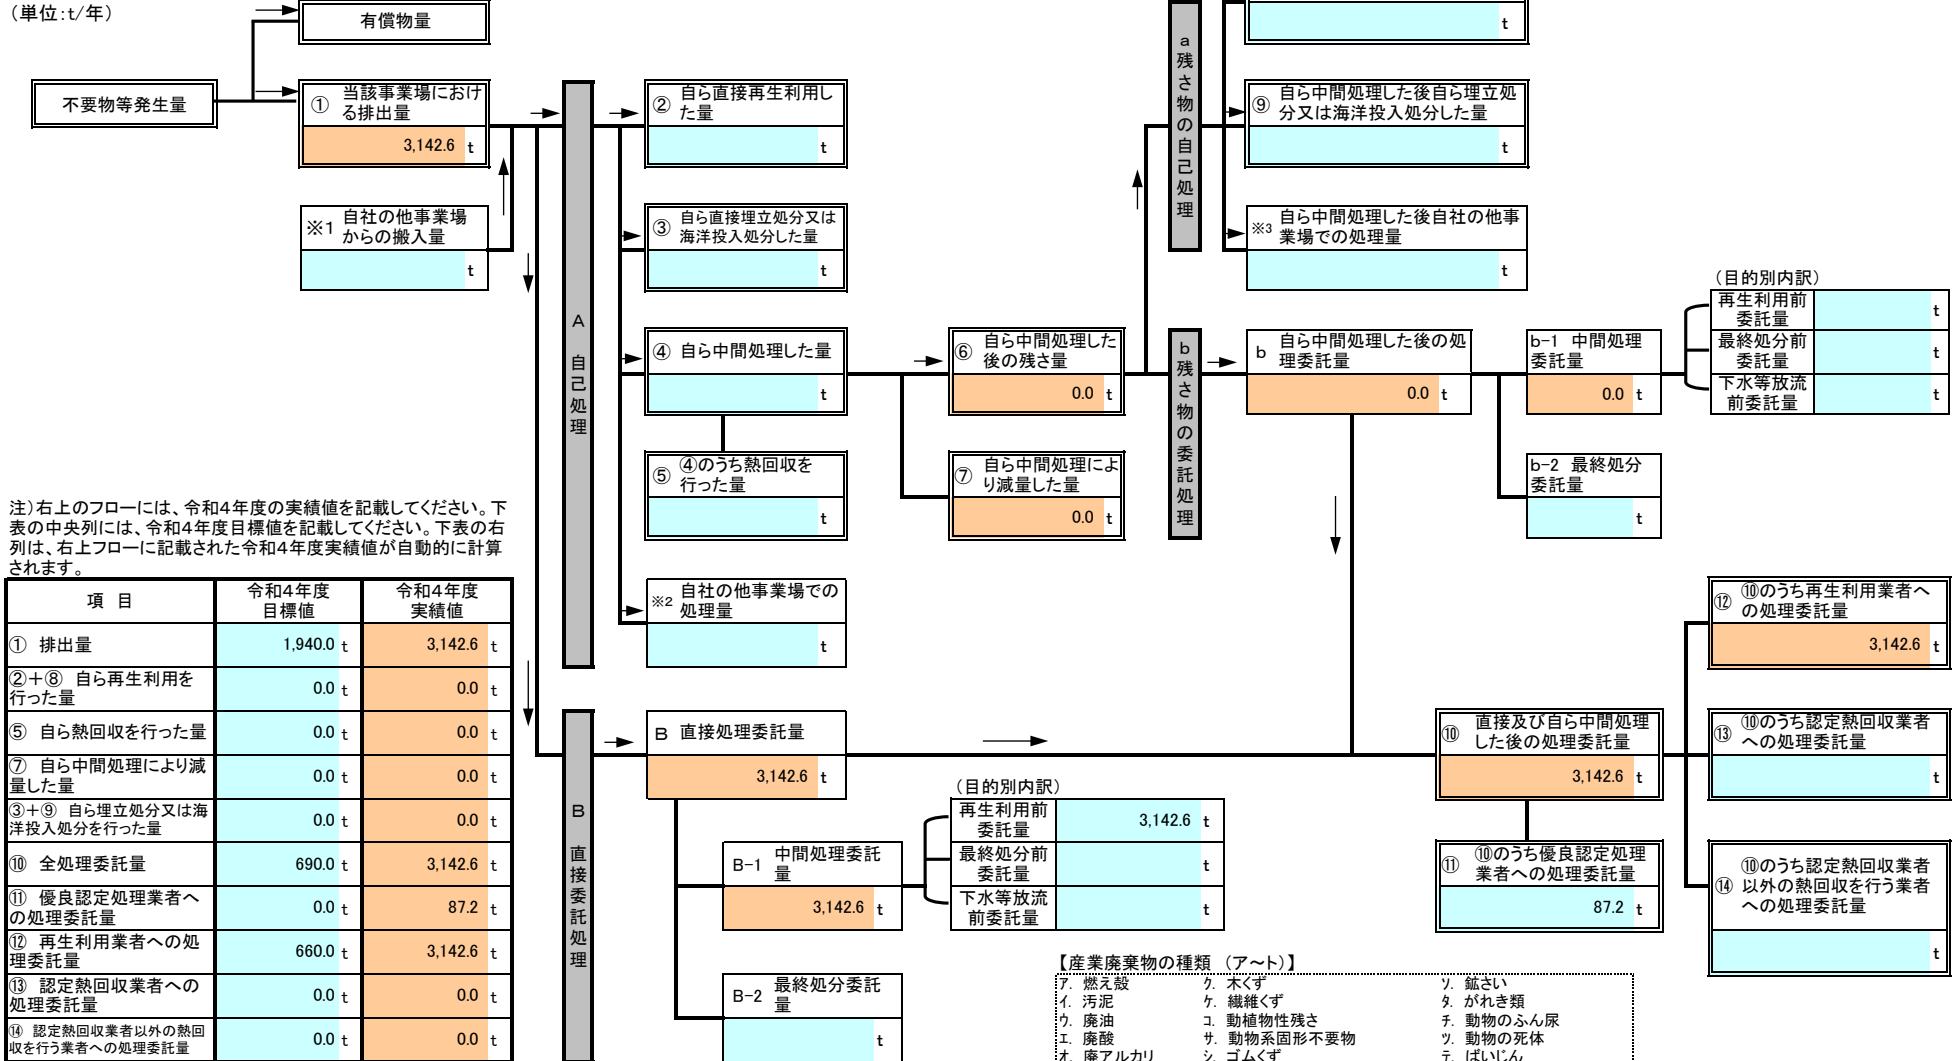 （単位：t/年）
有償物量
不要物等発生量
① 当該事業場におけ
る排出量
3,142.6 t
※1 自社の他事業場
からの搬入量
t
A 自己処理
② 自ら直接再生利用し
た量
t
③ 自ら直接埋立処分又は
海洋投入処分した量
t
④ 自ら中間処理した量
t
⑤ ④のうち熱回収を
行った量
t
※2 自社の他事業場での
処理量
t
⑥ 自ら中間処理した
後の残さ量
0.0 t
⑦ 自ら中間処理によ
り減量した量
0.0 t
a残さ物の自己処理
t
⑨ 自ら中間処理した後自ら埋立処
分又は海洋投入処分した量
t
※3 自ら中間処理した後自社の他事
業場での処理量
t
b残さ物の委託処理
b 自ら中間処理した後の処
理委託量
0.0 t
b-1 中間処理
委託量
0.0 t
b-2 最終処分
委託量
t
（目的別内訳）
再生利用前
委託量
t
最終処分前
委託量
t
下水等放流
前委託量
t
注）右上のフローには、令和4年度の実績値を記載してください。下
表の中央列には、令和4年度目標値を記載してください。下表の右
列は、右上フローに記載された令和4年度実績値が自動的に計算
されます。
項 目 令和4年度 目標値 令和4年度 実績値
① 排出量 1,940.0 t 3,142.6 t
②＋⑧ 自ら再生利用を
行った量 0.0 t 0.0 t
⑤ 自ら熱回収を行った量 0.0 t 0.0 t
⑦ 自ら中間処理により減
量した量 0.0 t 0.0 t
③＋⑨ 自ら埋立処分又は海
洋投入処分を行った量 0.0 t 0.0 t
⑩ 全処理委託量 690.0 t 3,142.6 t
⑪ 優良認定処理業者へ
の処理委託量 0.0 t 87.2 t
⑫ 再生利用業者への処
理委託量 660.0 t 3,142.6 t
⑬ 認定熱回収業者への
処理委託量 0.0 t 0.0 t
⑭ 認定熱回収業者以外の熱回
収を行う業者への処理委託量 0.0 t 0.0 t
B 直接委託処理
B 直接処理委託量
3,142.6 t
B-1 中間処理委託
量
3,142.6 t
B-2 最終処分委託
量
t
（目的別内訳）
再生利用前
委託量
3,142.6 t
最終処分前
委託量
t
下水等放流
前委託量
t
⑩ 直接及び自ら中間処理
した後の処理委託量
3,142.6 t
⑪ ⑩のうち優良認定処理
業者への処理委託量
87.2 t
⑫ ⑩のうち再生利用業者へ
の処理委託量
3,142.6 t
⑬ ⑩のうち認定熱回収業者
への処理委託量
t
⑭ ⑩のうち認定熱回収業者
以外の熱回収を行う業者
への処理委託量
t
【産業廃棄物の種類 （ア～ト）】
ア. 燃え殻 ク. 木くず ソ. 鉱さい
イ. 汚泥 ケ. 繊維くず タ. がれき類
ウ. 廃油 コ. 動植物性残さ チ. 動物のふん尿
エ. 廃酸 サ. 動物系固形不要物 ツ. 動物の死体
オ. 廃アルカリ シ. ゴムくず テ. ばいじん